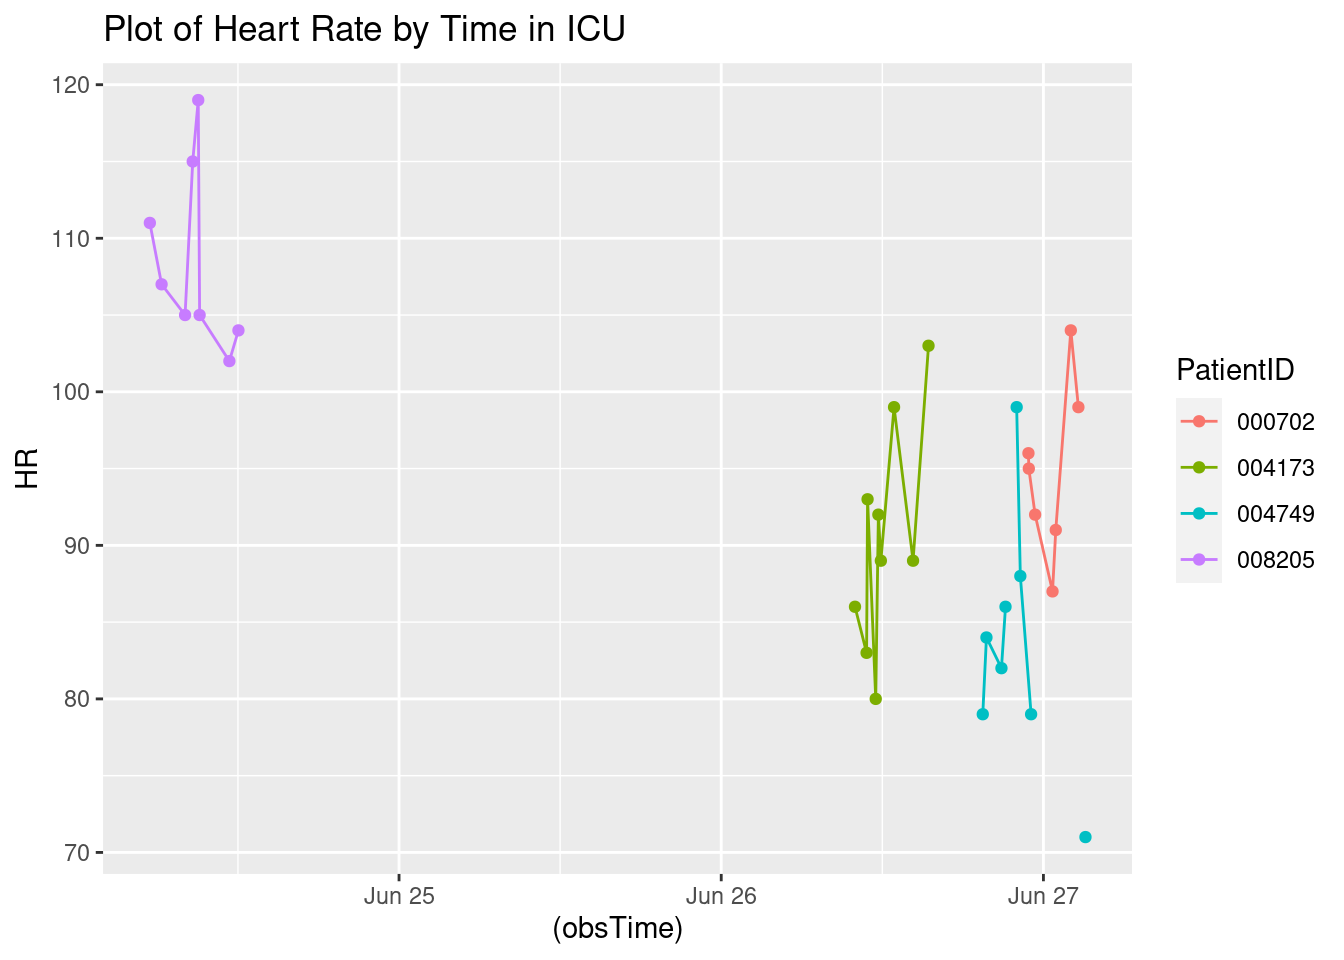 Plot of Heart Rate by Time in ICU
120
110
100
90
80
70
HR
Jun 25
Jun 26
Jun 27
(obsTime)
PatientID
000702
004173
004749
008205